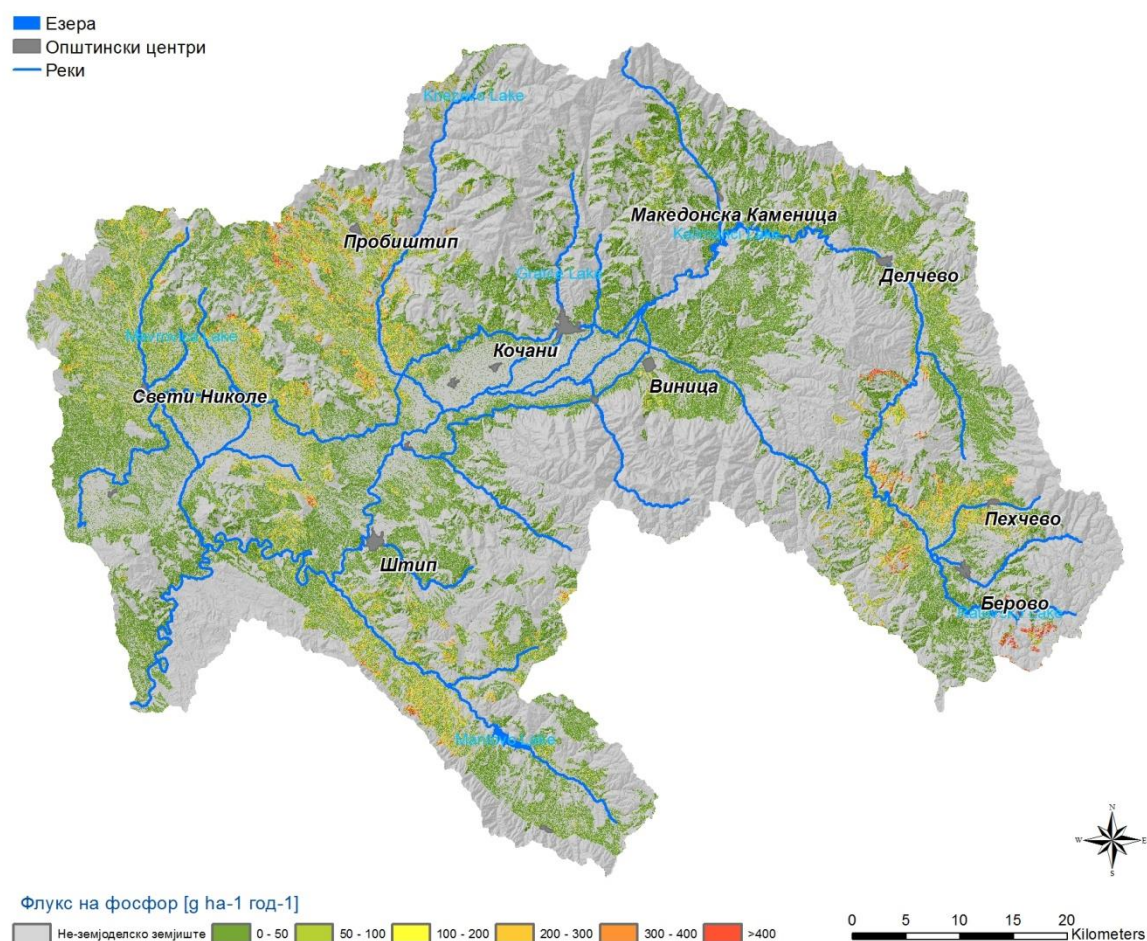 Езера
Општински центри
Реки
Пробиштип
Македонска Каменица
Делчево
Кочани
Виница
Свети Николе
Пехчево
Штип
Берово
N
W
E
S
Флукс на фосфор [g ha-1 год-1]
Не-земјоделско земјиште 0 - 50 50 - 100 100 - 200 200 - 300 300 - 400 >400
0 5 10 15 20
Kilometers